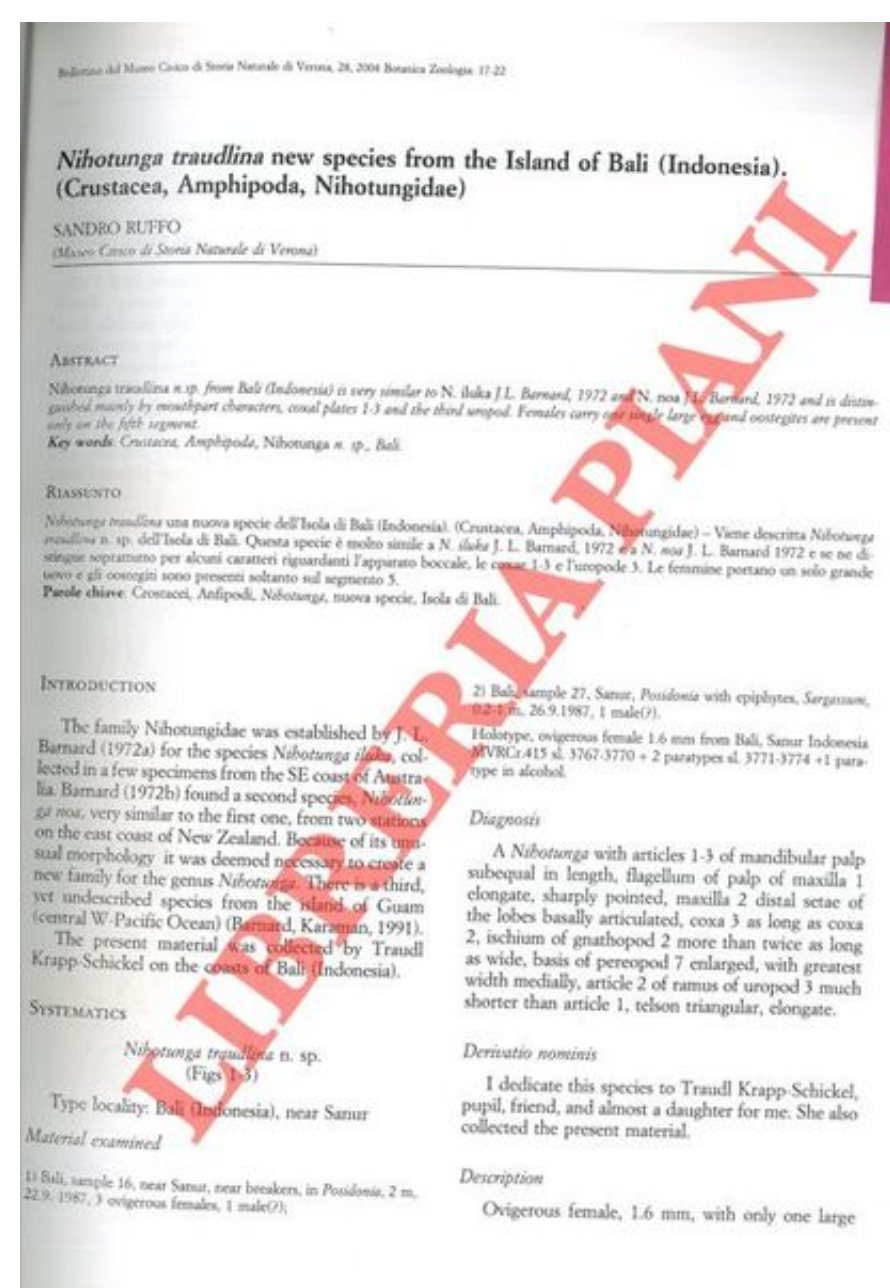 Bollettino del Museo Civico di Storia Naturale di Verona, 28, 2004 Botanica Zoologia: 17-22
Nihotunga traudlina new species from the Island of Bali (Indonesia).
(Crustacea, Amphipoda, Nihotungidae)
SANDRO RUFFO
(Museo Civico di Storia Naturale di Verona)
ABSTRACT
Nihotunga traudlina n.sp. from Bali (Indonesia) is very similar to N. iluka J.L. Barnard, 1972 and N. noa J.L. Barnard, 1972 and is distin-
guished mainly by mouthpart characters, coxal plates 1-3 and the third uropod. Females carry one single large egg and oostegites are present
only on the fifth segment.
Key words: Crustacea, Amphipoda, Nihotunga n. sp., Bali.
RIASSUNTO
Nihotunga traudlina una nuova specie dell'Isola di Bali (Indonesia). (Crustacea, Amphipoda, Nihotungidae) – Viene descritta Nihotunga
traudlina n. sp. dell'Isola di Bali. Questa specie è molto simile a N. iluka J. L. Barnard, 1972 e a N. noa J. L. Barnard 1972 e se ne di-
stingue soprattutto per alcuni caratteri riguardanti l'apparato boccale, le coxae 1-3 e l'uropode 3. Le femmine portano un solo grande
uovo e gli oostegiti sono presenti soltanto sul segmento 5.
Parole chiave: Crostacei, Anfipodi, Nihotunga, nuova specie, Isola di Bali.
INTRODUCTION
The family Nihotungidae was established by J. L.
Barnard (1972a) for the species Nihotunga iluka, col-
lected in a few specimens from the SE coast of Austra-
lia. Barnard (1972b) found a second species, Nihotun-
ga noa, very similar to the first one, from two stations
on the east coast of New Zealand. Because of its unu-
sual morphology it was deemed necessary to create a
new family for the genus Nihotunga. There is a third,
yet undescribed species from the island of Guam
(central W-Pacific Ocean) (Barnard, Karaman, 1991).
The present material was collected by Traudl
Krapp-Schickel on the coasts of Bali (Indonesia).
SYSTEMATICS
Nihotunga traudlina n. sp.
(Figs 1-3)
Type locality: Bali (Indonesia), near Sanur
Material examined
1) Bali, sample 16, near Sanur, near breakers, in Posidonia, 2 m,
22.9. 1987, 3 ovigerous females, 1 male(?);
2) Bali, sample 27, Sanur, Posidonia with epiphytes, Sargassum,
0.2-1 m, 26.9.1987, 1 male(?).
Holotype, ovigerous female 1.6 mm from Bali, Sanur Indonesia
MVRCr.415 sl. 3767-3770 + 2 paratypes sl. 3771-3774 +1 para-
type in alcohol.
Diagnosis
A Nihotunga with articles 1-3 of mandibular palp
subequal in length, flagellum of palp of maxilla 1
elongate, sharply pointed, maxilla 2 distal setae of
the lobes basally articulated, coxa 3 as long as coxa
2, ischium of gnathopod 2 more than twice as long
as wide, basis of pereopod 7 enlarged, with greatest
width medially, article 2 of ramus of uropod 3 much
shorter than article 1, telson triangular, elongate.
Derivatio nominis
I dedicate this species to Traudl Krapp-Schickel,
pupil, friend, and almost a daughter for me. She also
collected the present material.
Description
Ovigerous female, 1.6 mm, with only one large
LIBRERIA PIANI